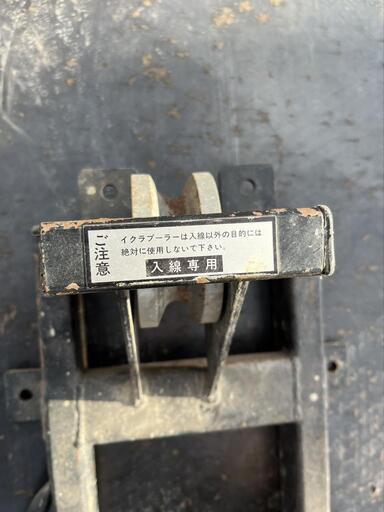 ご注意
イクラプーラーは入線以外の目的には
絶対に使用しないで下さい。
入線専用